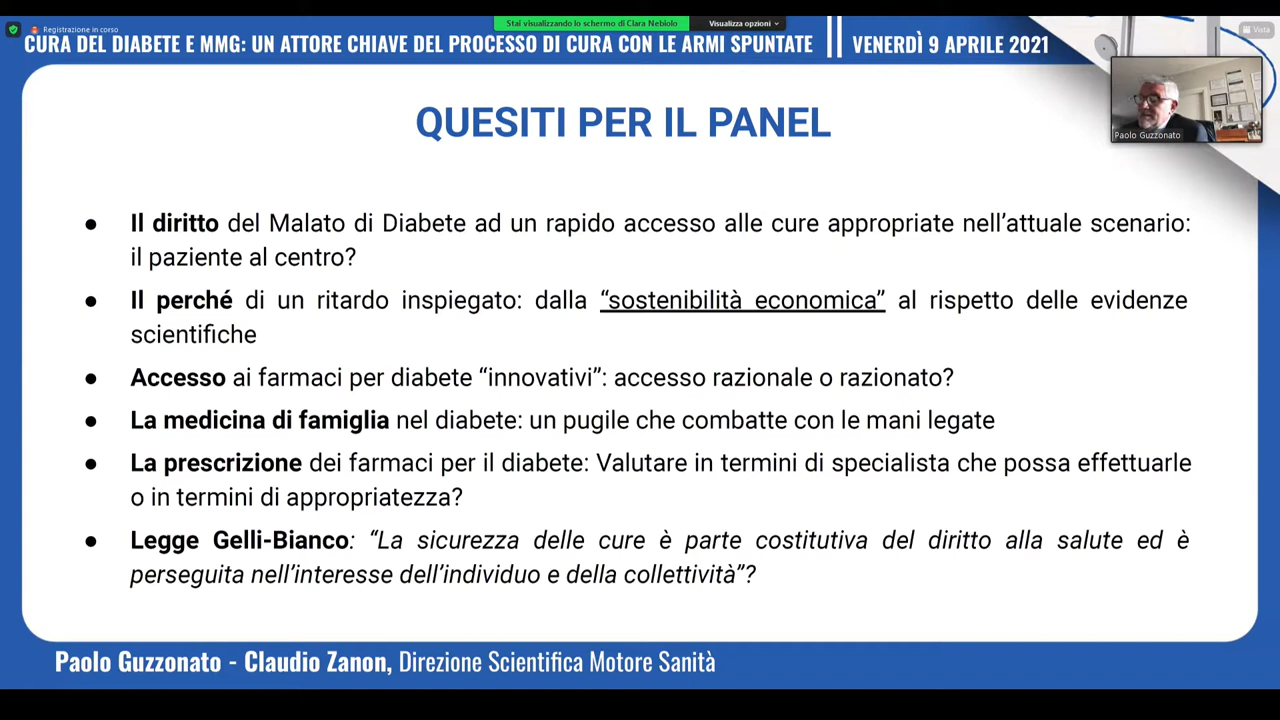 Stai visualizzando lo schermo di Clara Nebiolo
Visualizza opzioni
Registrazione in corso
Vista
CURA DEL DIABETE E MMG: UN ATTORE CHIAVE DEL PROCESSO DI CURA CON LE ARMI SPUNTATE
VENERDÌ 9 APRILE 2021
Paolo Guzzonato
QUESITI PER IL PANEL
● Il diritto del Malato di Diabete ad un rapido accesso alle cure appropriate nell’attuale scenario:
il paziente al centro?
● Il perché di un ritardo inspiegato: dalla “sostenibilità economica” al rispetto delle evidenze
scientifiche
● Accesso ai farmaci per diabete “innovativi”: accesso razionale o razionato?
● La medicina di famiglia nel diabete: un pugile che combatte con le mani legate
● La prescrizione dei farmaci per il diabete: Valutare in termini di specialista che possa effettuarle
o in termini di appropriatezza?
● Legge Gelli-Bianco: “La sicurezza delle cure è parte costitutiva del diritto alla salute ed è
perseguita nell’interesse dell’individuo e della collettività”?
Paolo Guzzonato - Claudio Zanon, Direzione Scientifica Motore Sanità